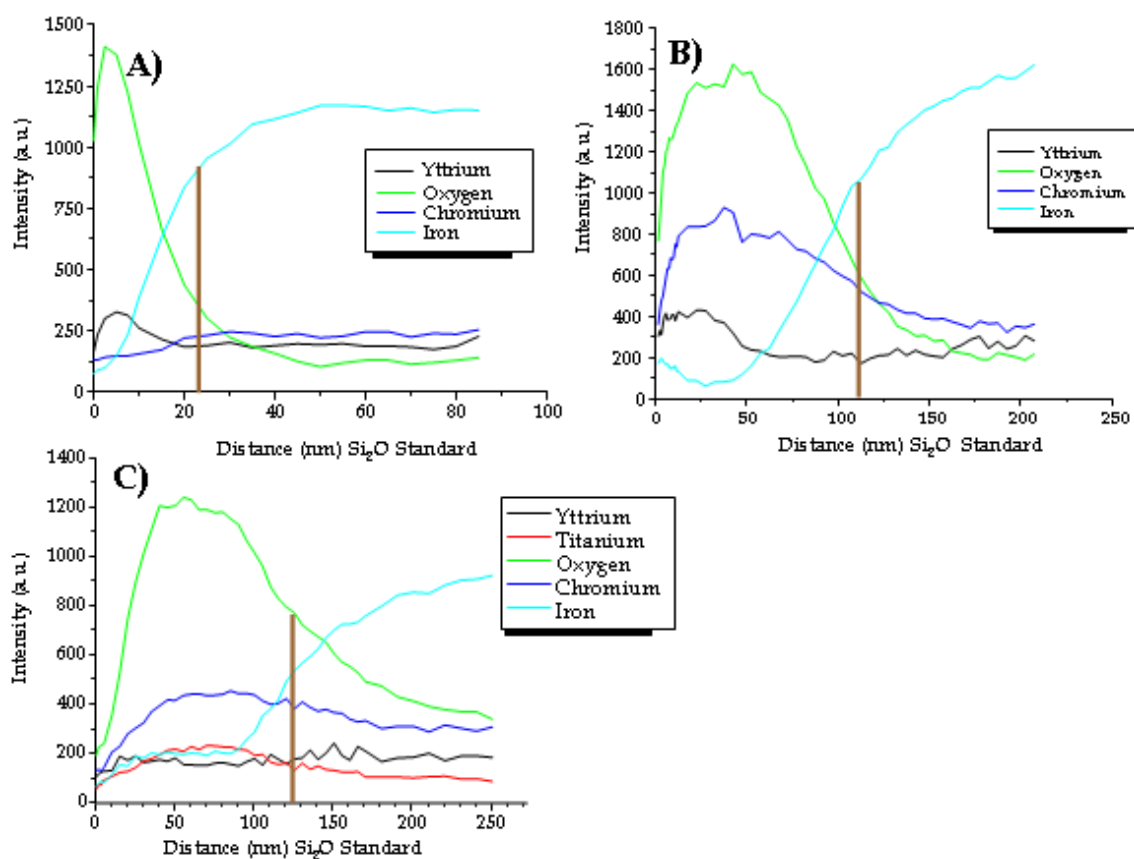 A)
Intensity (a.u.)
1500
1250
1000
750
500
250
0
0 20 40 60 80 100
Distance (nm) Si₂O Standard
Yttrium
Oxygen
Chromium
Iron
B)
Intensity (a.u.)
1800
1600
1400
1200
1000
800
600
400
200
0
0 50 100 150 200 250
Distance (nm) Si₂O Standard
Yttrium
Oxygen
Chromium
Iron
C)
Intensity (a.u.)
1400
1200
1000
800
600
400
200
0
0 50 100 150 200 250
Distance (nm) Si₂O Standard
Yttrium
Titanium
Oxygen
Chromium
Iron